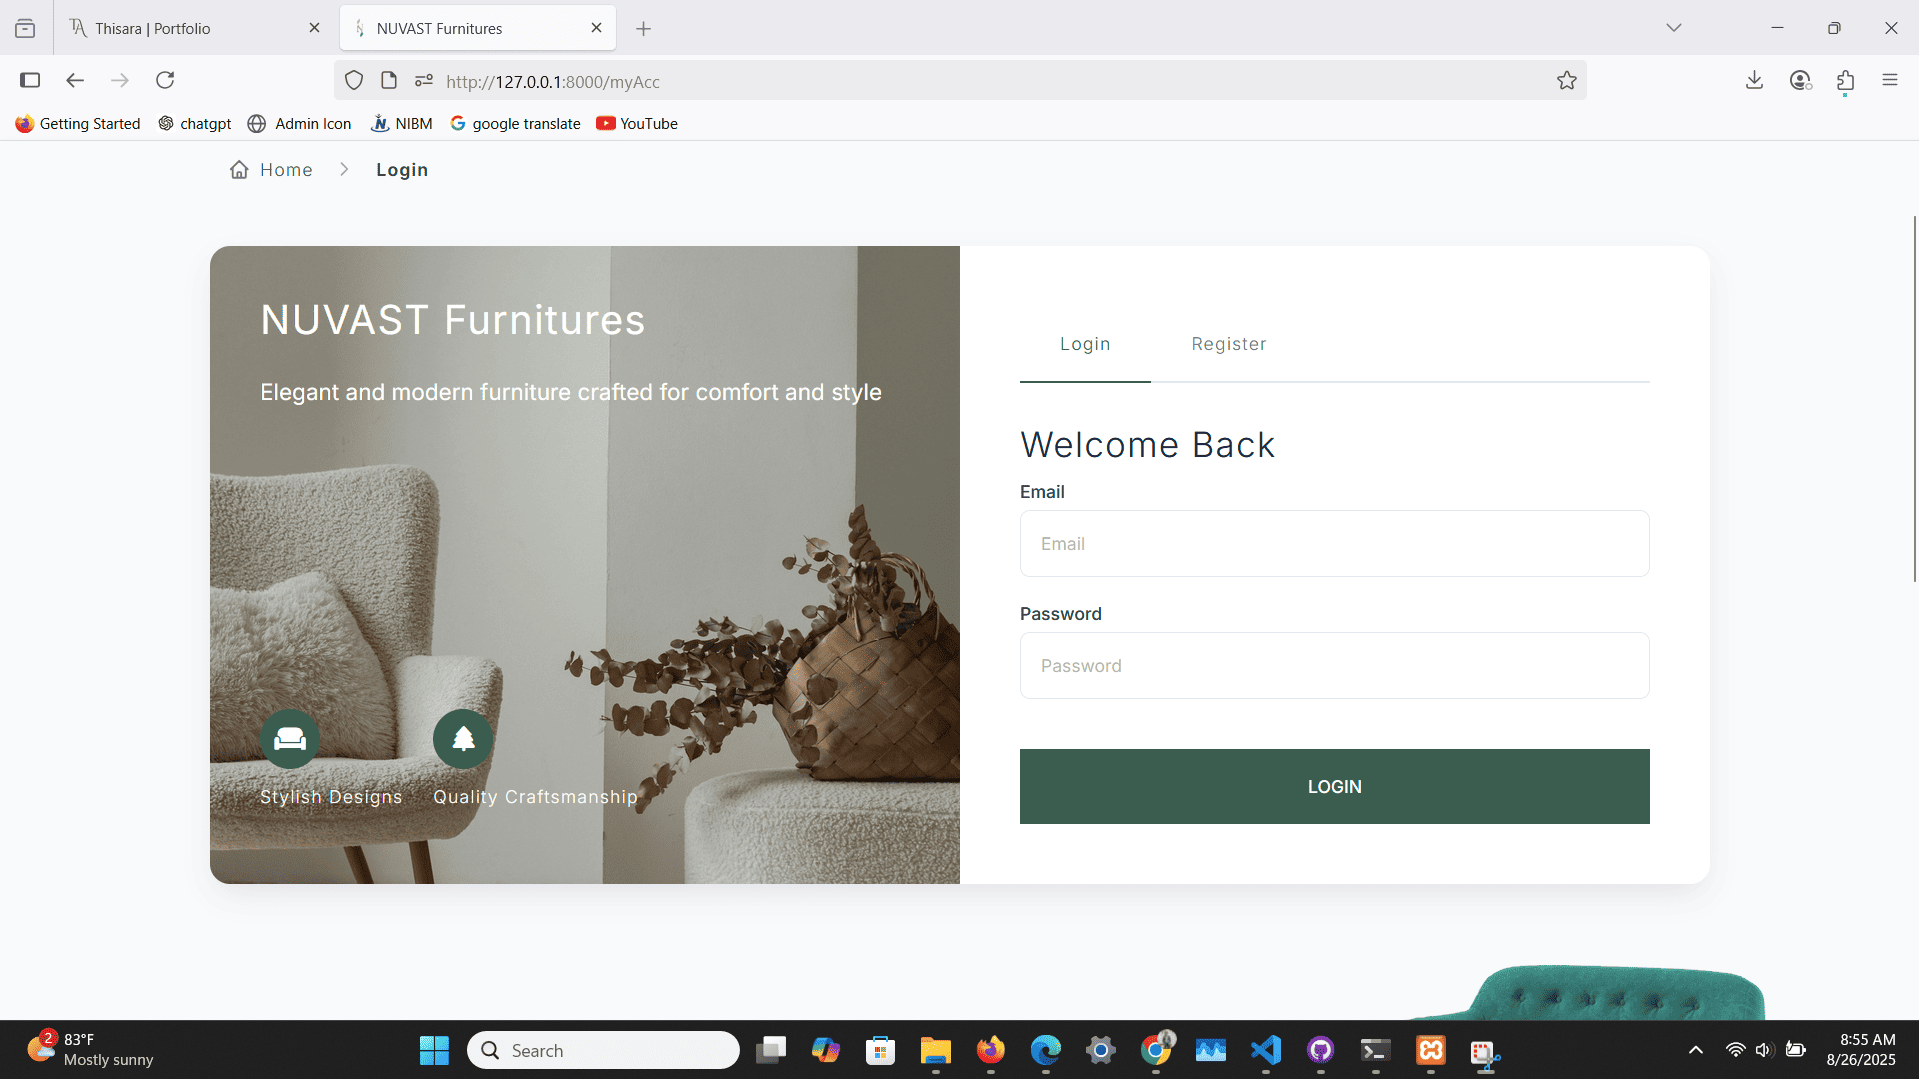 Thisara | Portfolio
NUVAST Furnitures
http://127.0.0.1:8000/myAcc
Getting Started
chatgpt
Admin Icon
NIBM
google translate
YouTube
Home
Login
NUVAST Furnitures
Elegant and modern furniture crafted for comfort and style
Stylish Designs
Quality Craftsmanship
Login
Register
Welcome Back
Email
Email
Password
Password
LOGIN
2
83°F
Mostly sunny
Search
8:55 AM
8/26/2025